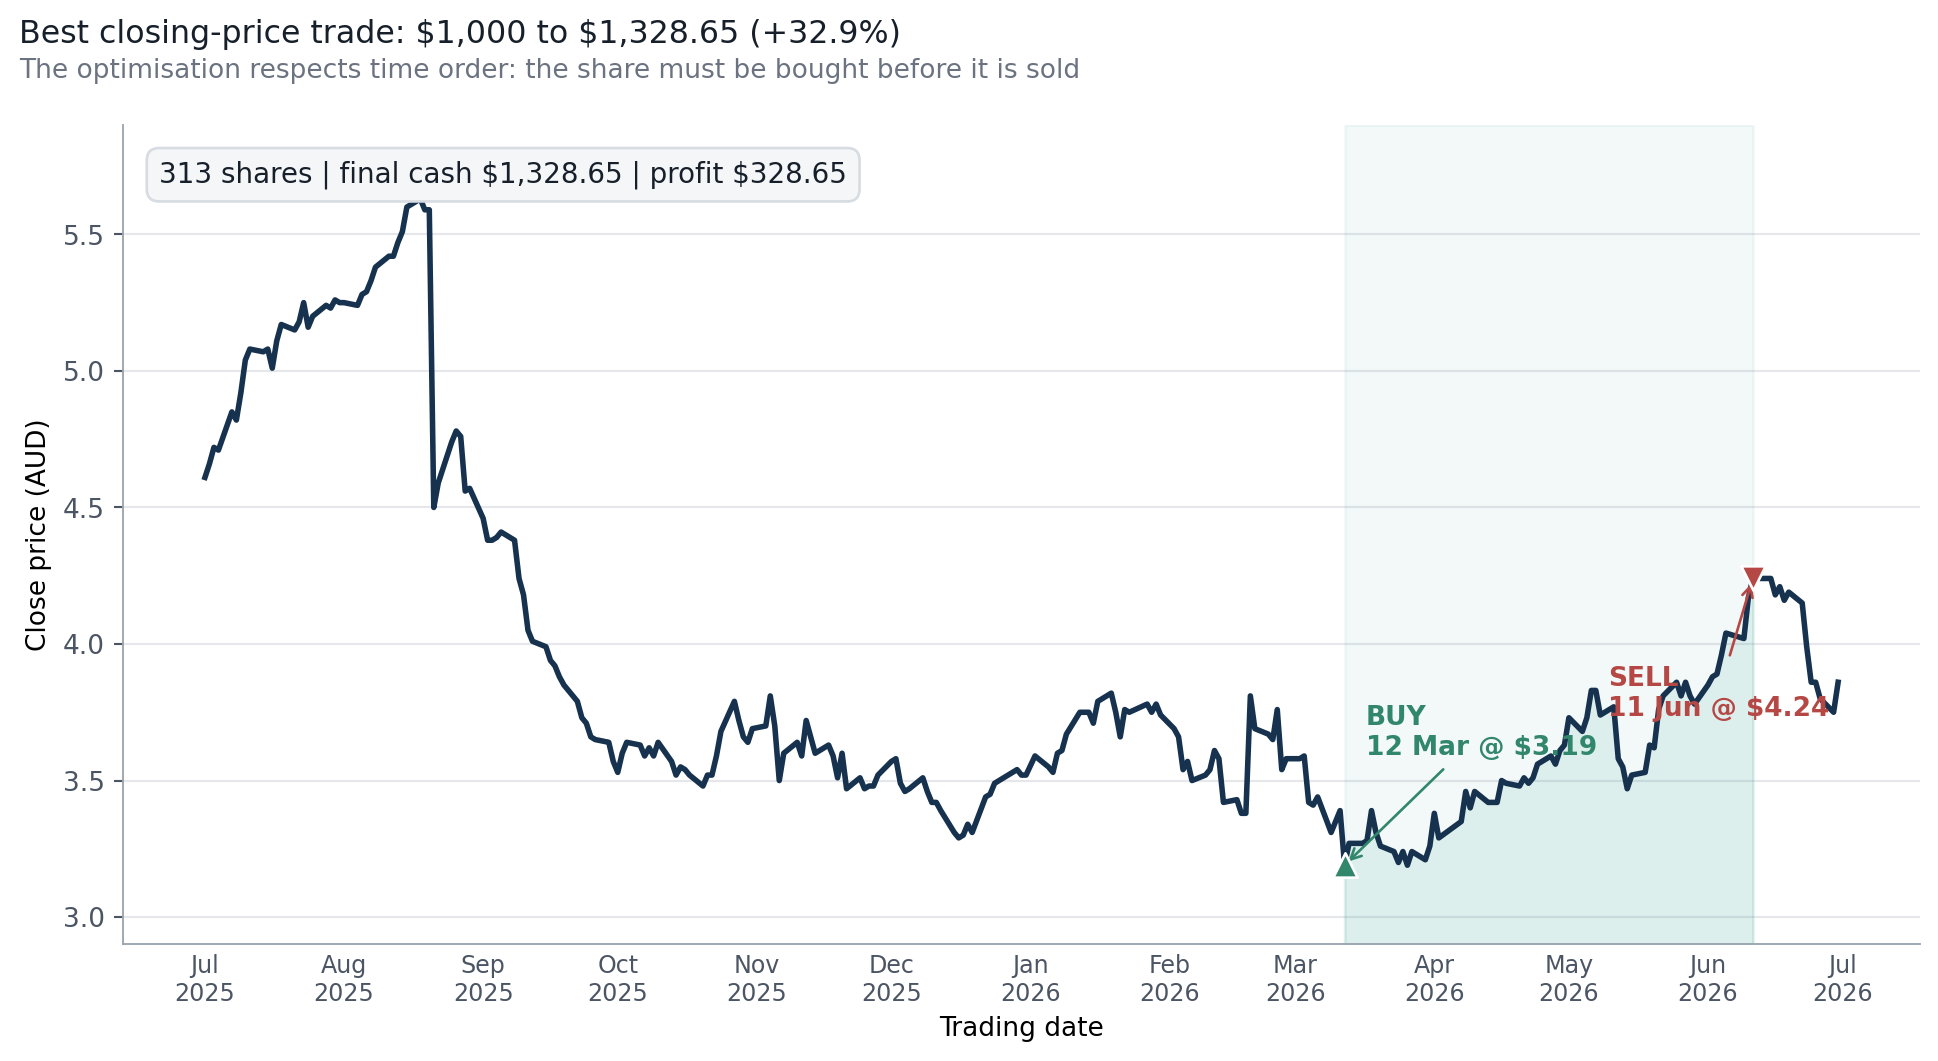 Best closing-price trade: $1,000 to $1,328.65 (+32.9%)
The optimisation respects time order: the share must be bought before it is sold
313 shares | final cash $1,328.65 | profit $328.65
5.5
5.0
4.5
4.0
3.5
3.0
Close price (AUD)
BUY
12 Mar @ $3.19
SELL
11 Jun @ $4.24
Jul Aug Sep Oct Nov Dec Jan Feb Mar Apr May Jun Jul
2025 2025 2025 2025 2025 2025 2026 2026 2026 2026 2026 2026 2026
Trading date